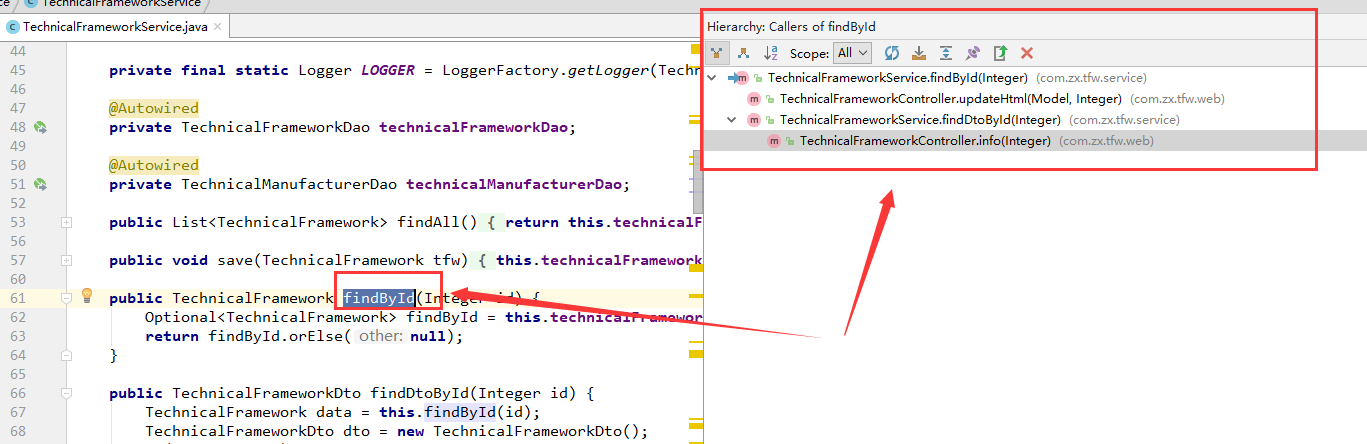 TechnicalFrameworkService
TechnicalFrameworkService.java
44
45 private final static Logger LOGGER = LoggerFactory.getLogger(Techn
46
47 @Autowired
48 private TechnicalFrameworkDao technicalFrameworkDao;
49
50 @Autowired
51 private TechnicalManufacturerDao technicalManufacturerDao;
52
53 public List<TechnicalFramework> findAll() { return this.technicalF
56
57 public void save(TechnicalFramework tfw) { this.technicalFramework
60
61 public TechnicalFramework findById(Integer id) {
62 Optional<TechnicalFramework> findById = this.technicalFramewor
63 return findById.orElse( other: null);
64 }
65
66 public TechnicalFrameworkDto findDtoById(Integer id) {
67 TechnicalFramework data = this.findById(id);
68 TechnicalFrameworkDto dto = new TechnicalFrameworkDto();
Hierarchy: Callers of findById
Scope: All
TechnicalFrameworkService.findById(Integer) (com.zx.tfw.service)
TechnicalFrameworkController.updateHtml(Model, Integer) (com.zx.tfw.web)
TechnicalFrameworkService.findDtoById(Integer) (com.zx.tfw.service)
TechnicalFrameworkController.info(Integer) (com.zx.tfw.web)